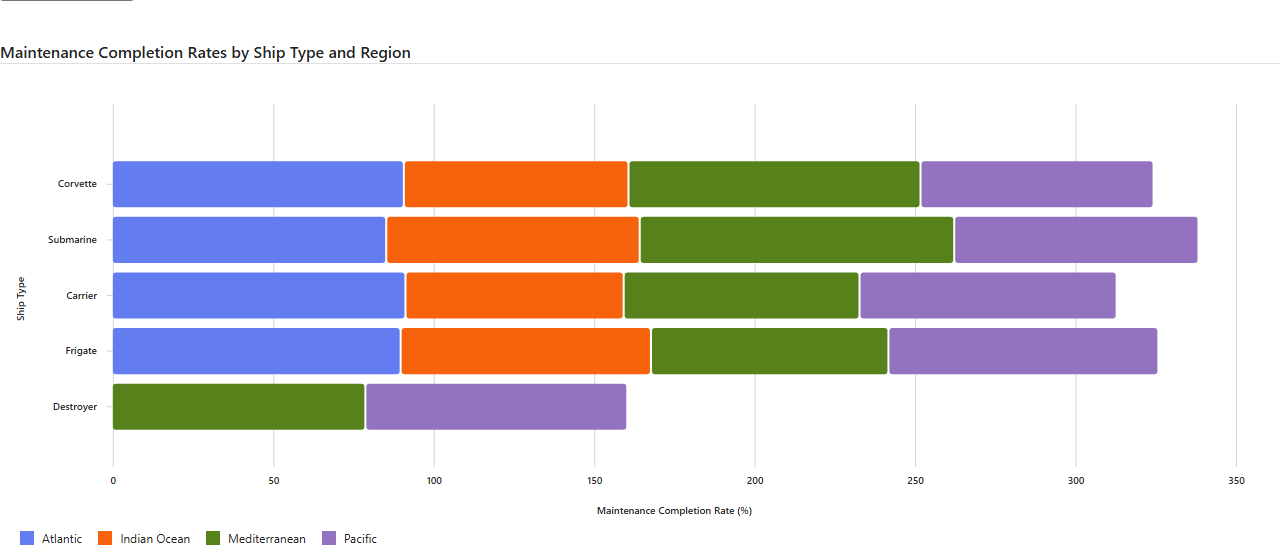 Maintenance Completion Rates by Ship Type and Region
Corvette
Submarine
Carrier
Frigate
Destroyer
Ship Type
0 50 100 150 200 250 300 350
Maintenance Completion Rate (%)
Atlantic Indian Ocean Mediterranean Pacific